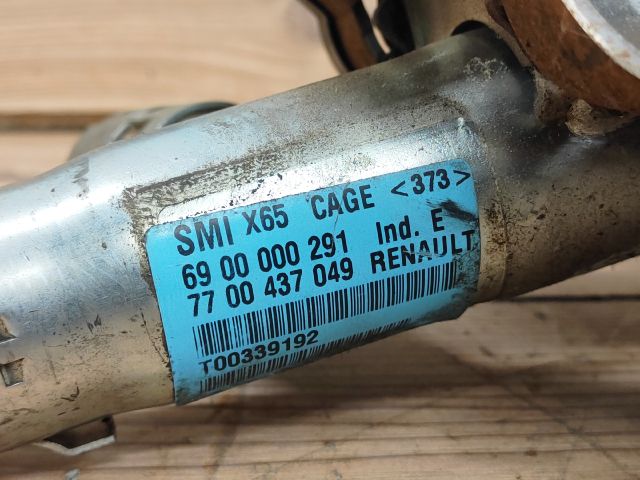 SMI X65 CAGE <373>
69 00 000 291 Ind. E
77 00 437 049 RENAULT
T00339192